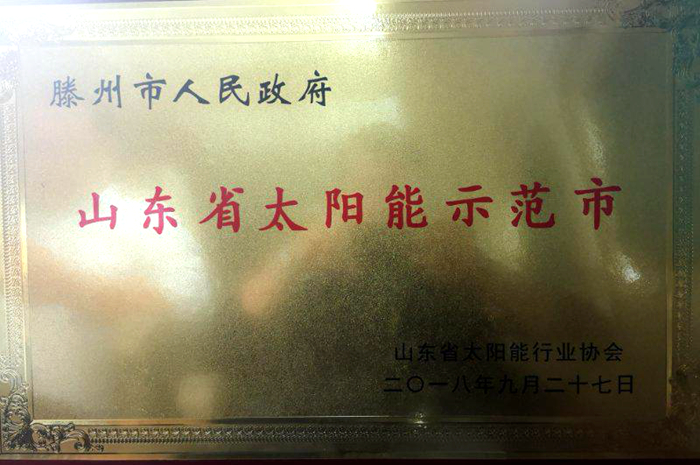 滕州市人民政府
山东省太阳能示范市
山东省太阳能行业协会
二〇一八年九月二十七日